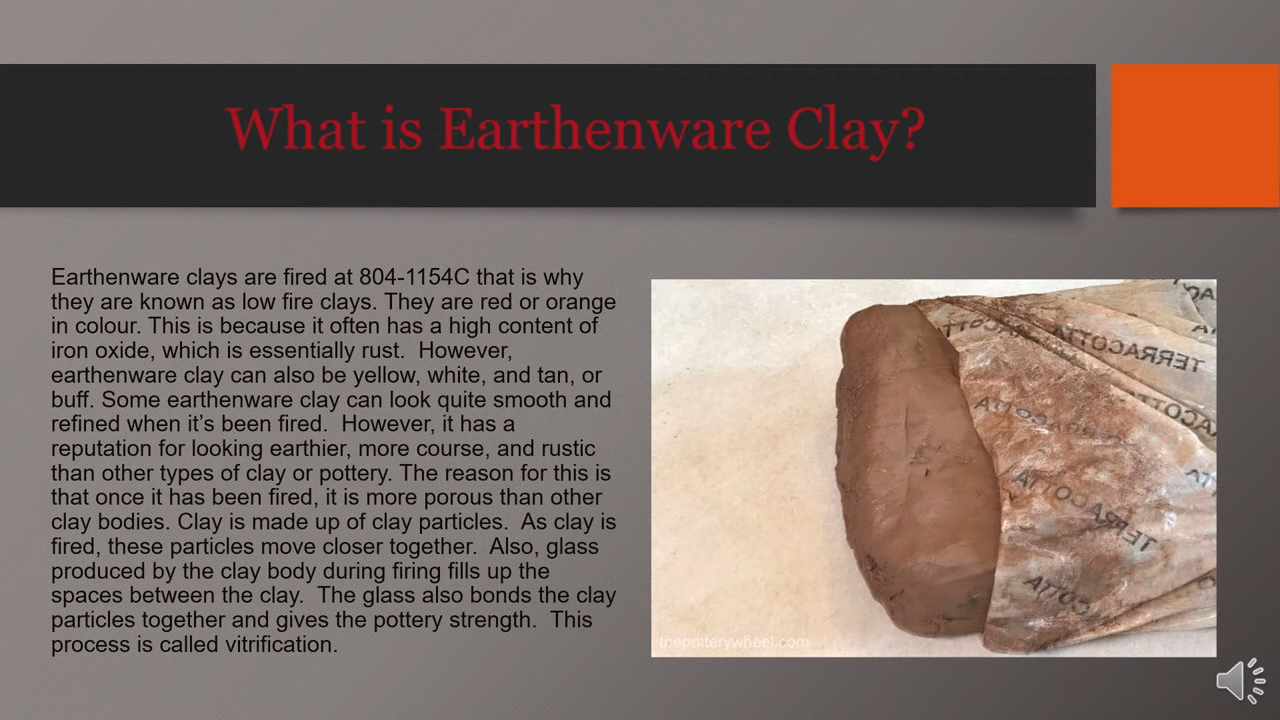 What is Earthenware Clay?
Earthenware clays are fired at 804-1154C that is why
they are known as low fire clays. They are red or orange
in colour. This is because it often has a high content of
iron oxide, which is essentially rust.  However,
earthenware clay can also be yellow, white, and tan, or
buff. Some earthenware clay can look quite smooth and
refined when it’s been fired.  However, it has a
reputation for looking earthier, more course, and rustic
than other types of clay or pottery. The reason for this is
that once it has been fired, it is more porous than other
clay bodies. Clay is made up of clay particles.  As clay is
fired, these particles move closer together.  Also, glass
produced by the clay body during firing fills up the
spaces between the clay.  The glass also bonds the clay
particles together and gives the pottery strength.  This
process is called vitrification.
TERRACOTTA
thepotterywheel.com